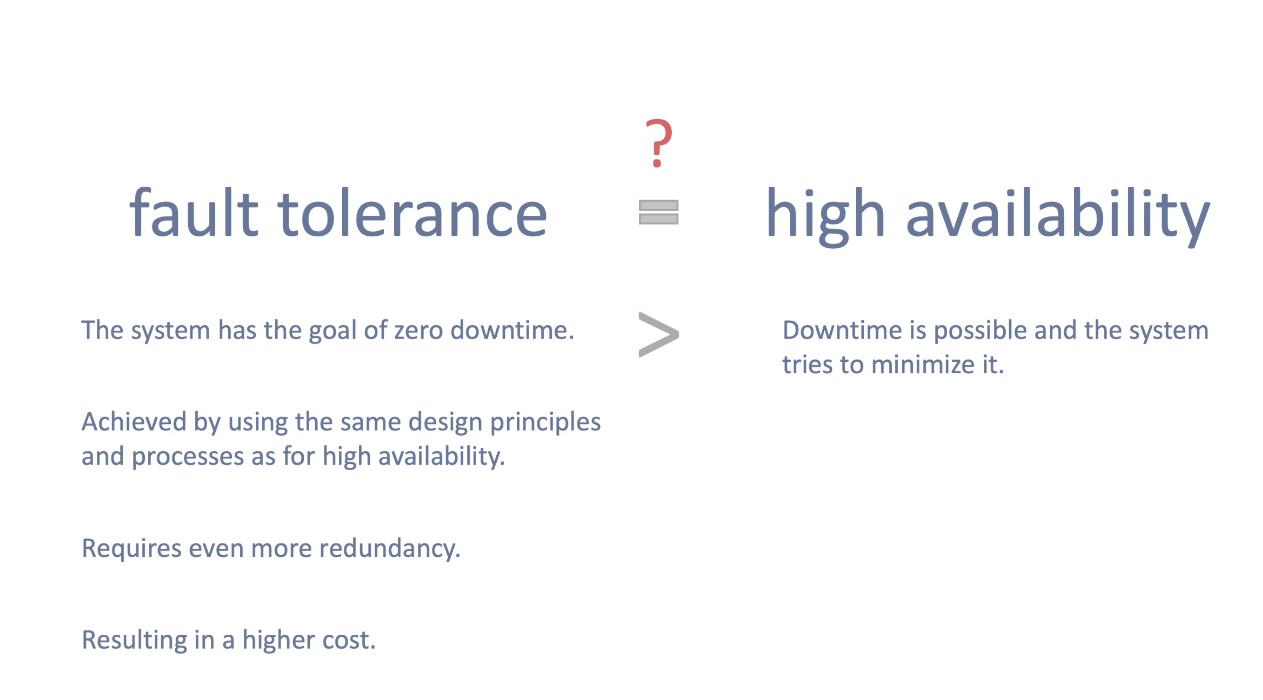 ?
fault tolerance = high availability
The system has the goal of zero downtime.
>
Downtime is possible and the system
tries to minimize it.
Achieved by using the same design principles
and processes as for high availability.
Requires even more redundancy.
Resulting in a higher cost.